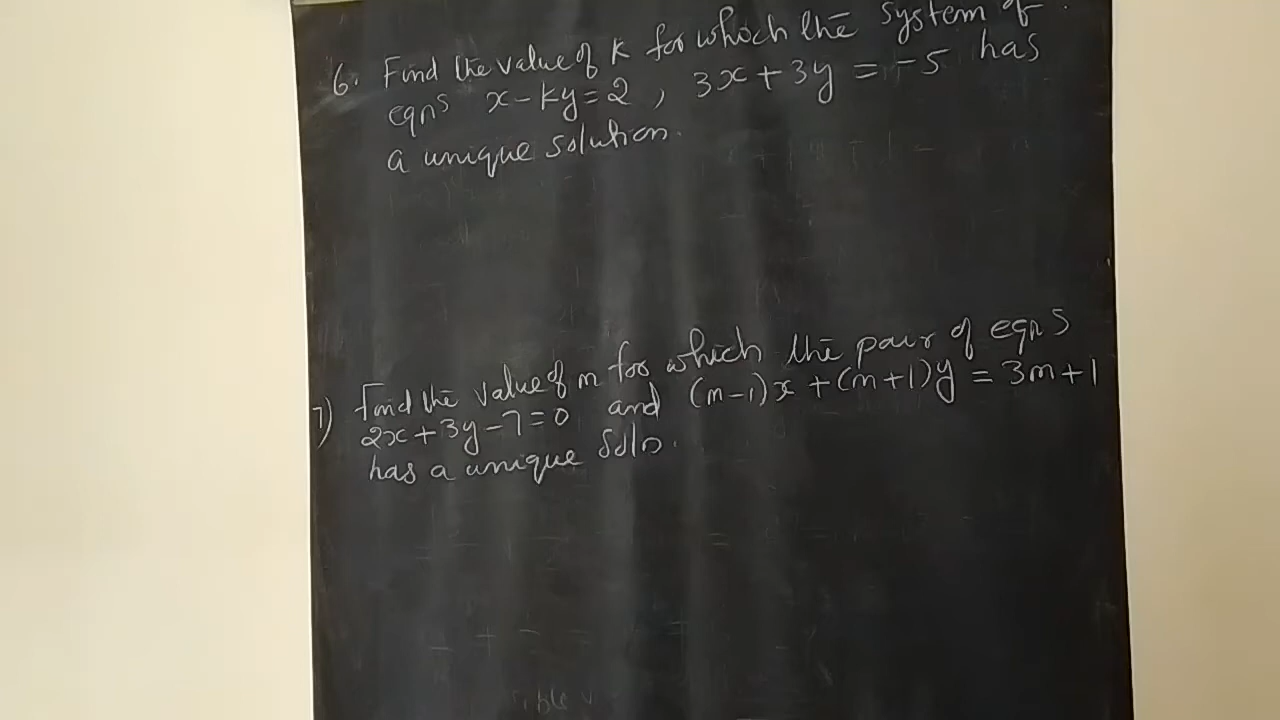 6. Find the value of k for which the system of
eqns x - ky = 2 , 3x + 3y = -5 has
a unique solution.
7) Find the value of m for which the pair of eqns
2x + 3y - 7 = 0 and (m-1)x + (m+1)y = 3m+1
has a unique Soln.